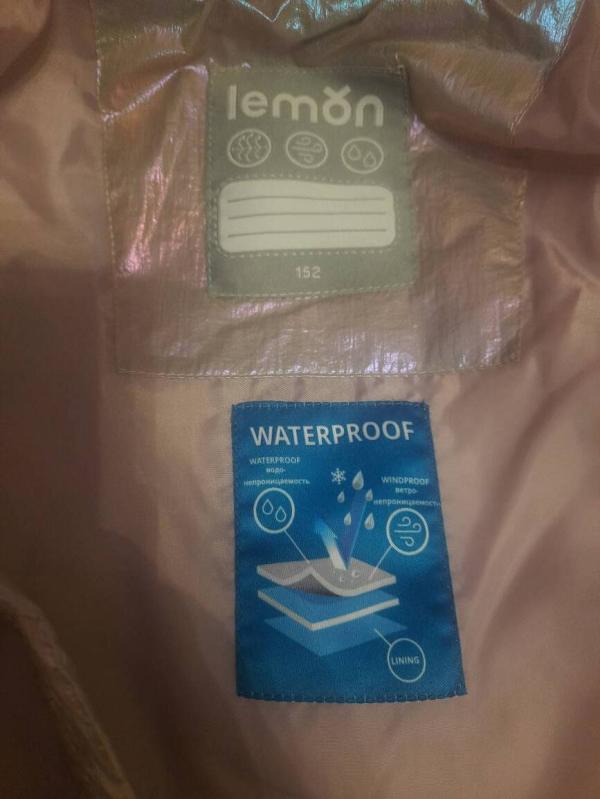 lemon
152
WATERPROOF
WATERPROOF
водо-
непроницаемость
WINDPROOF
ветро-
непроницаемость
LINING